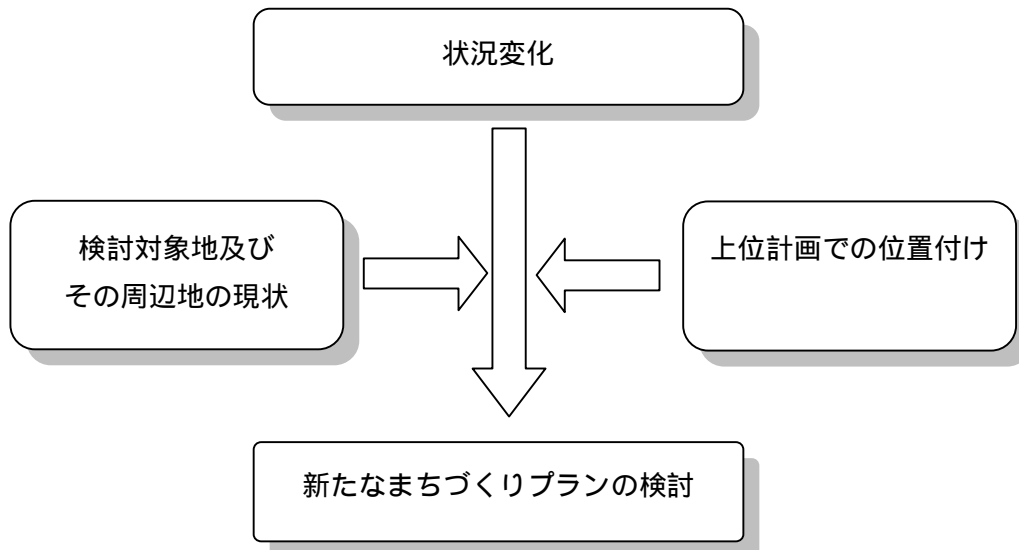 状況変化
検討対象地及び
その周辺地の現状
上位計画での位置付け
新たなまちづくりプランの検討